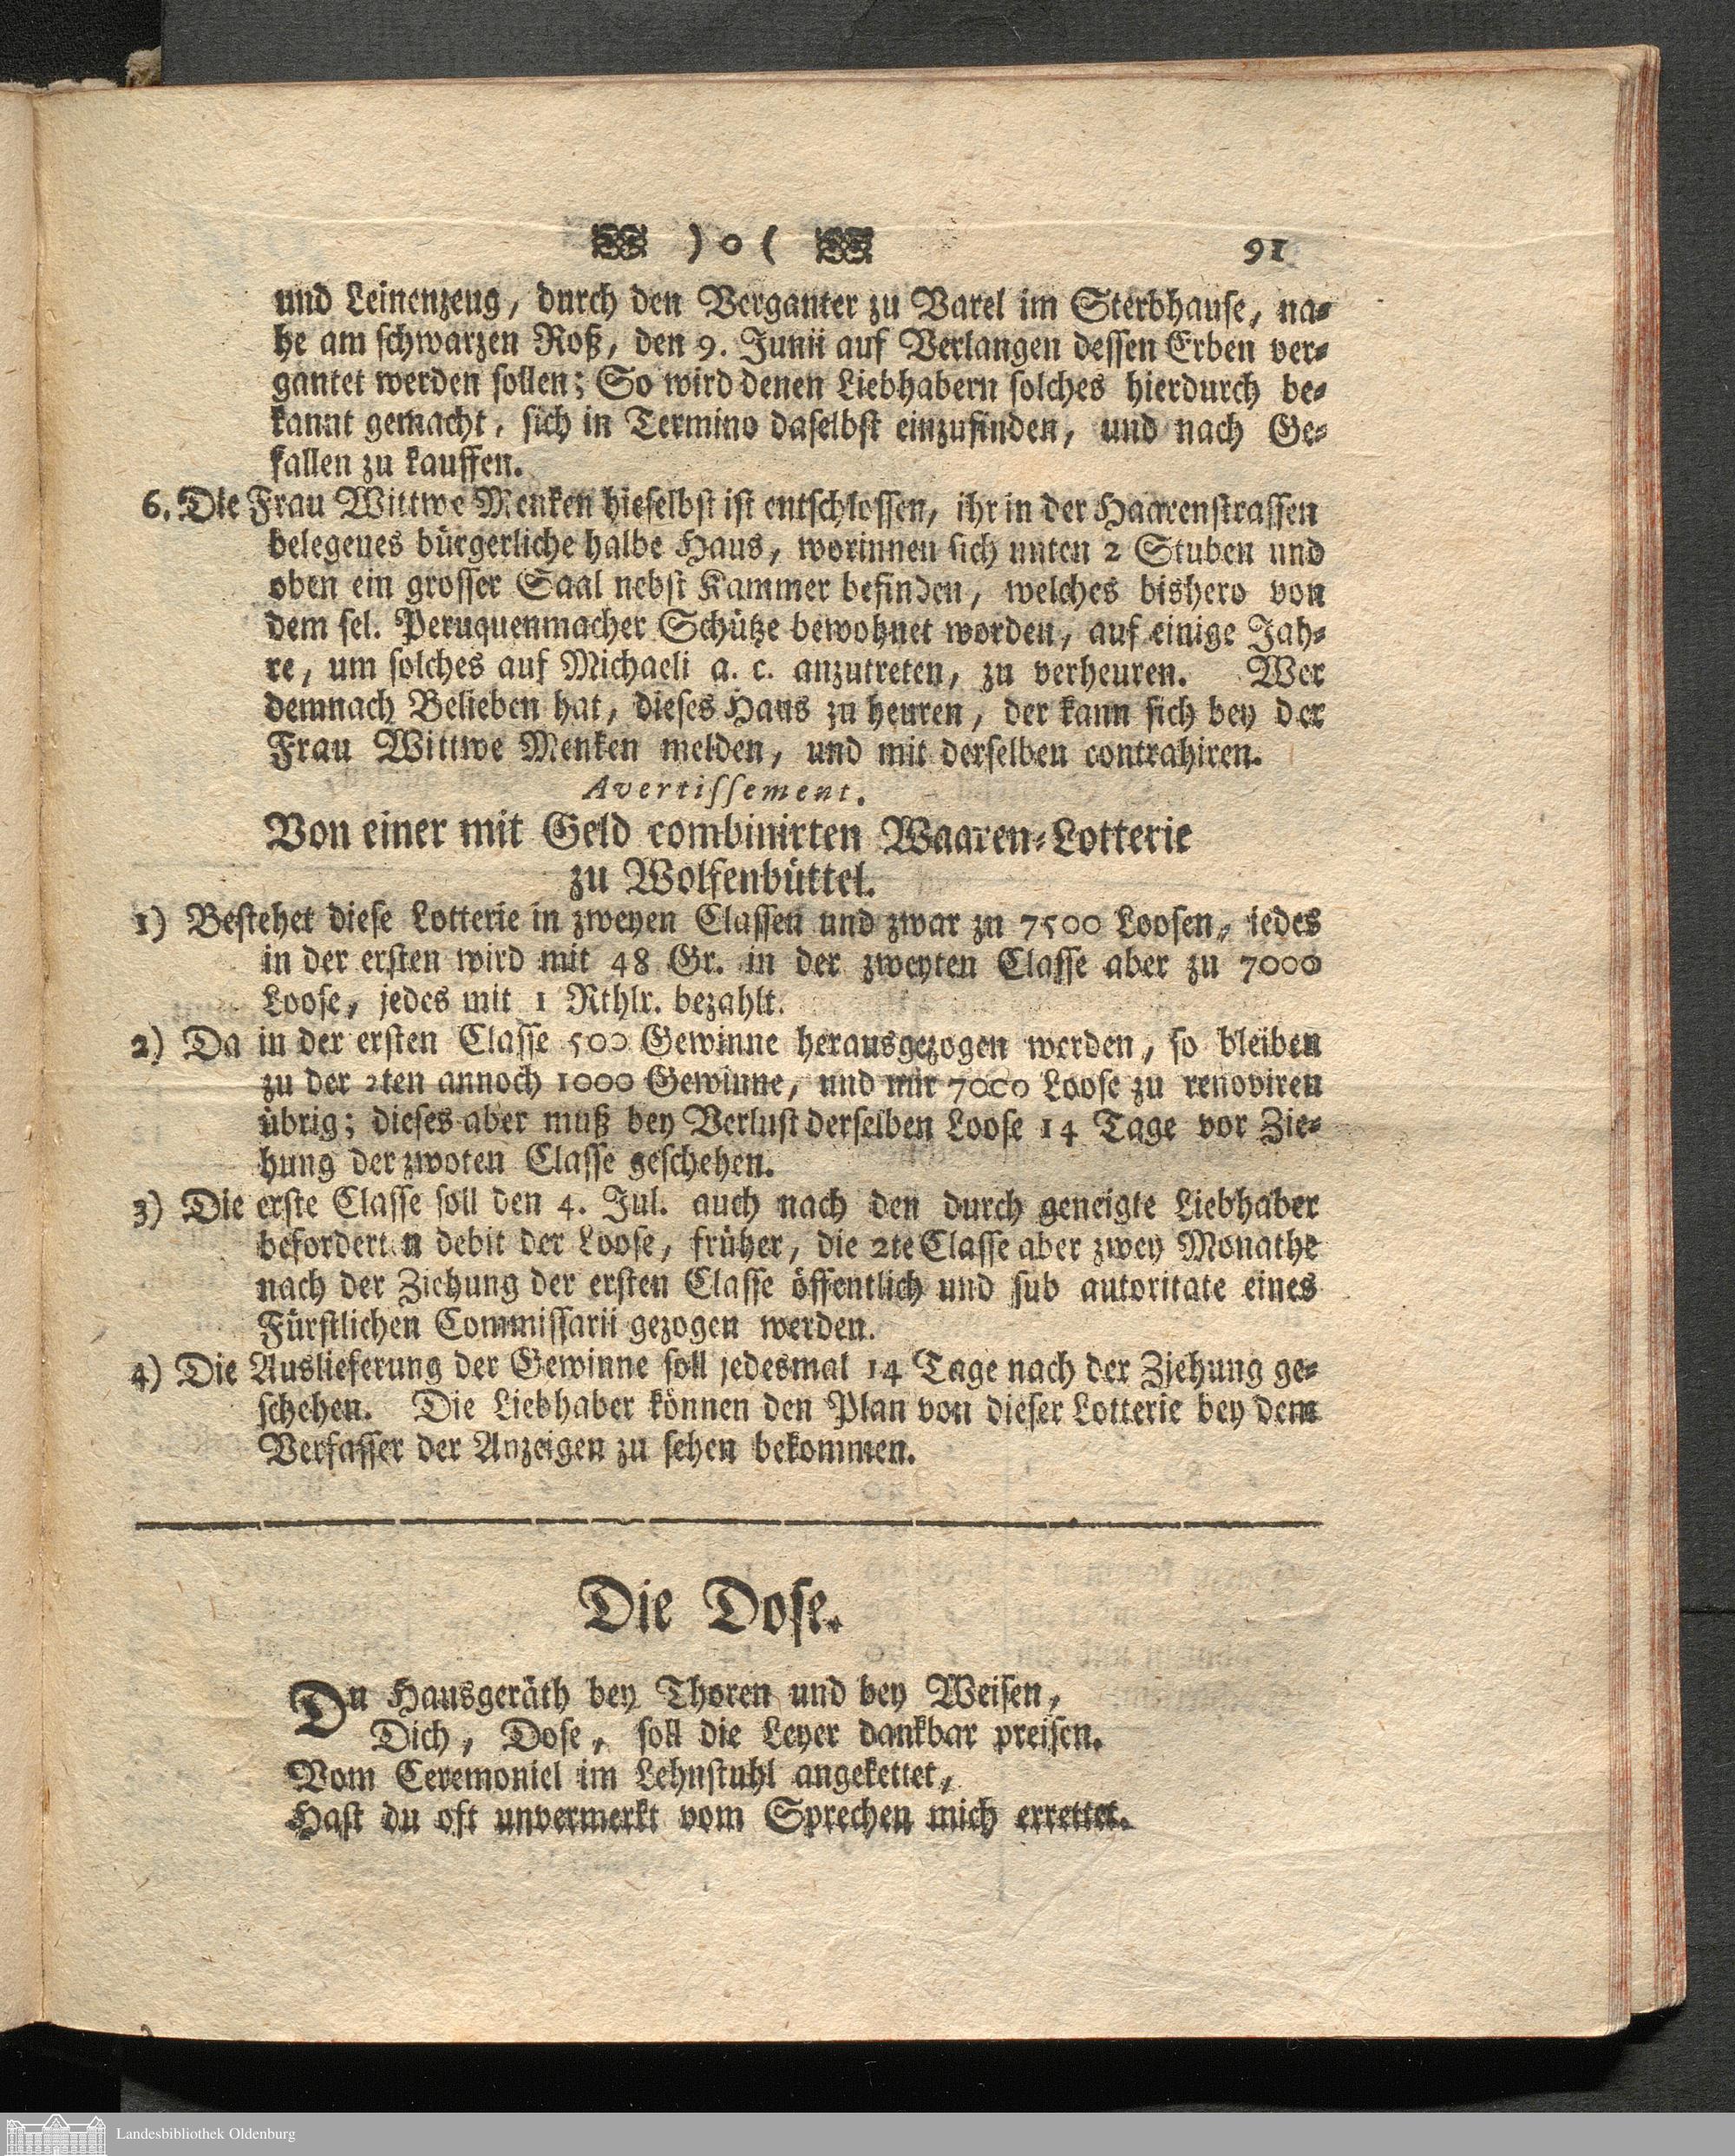 ) o (
91
und Leinenzeug, durch den Verganter zu Varel im Sterbhause, na-
he am schwarzen Roß, den 9. Junii auf Verlangen dessen Erben ver-
gantet werden sollen; So wird denen Liebhabern solches hierdurch be-
kannt gemacht, sich in Termino daselbst einzufinden, und nach Ge-
fallen zu kauffen.
6. Die Frau Wittwe Menken hieselbst ist entschlossen, ihr in der Haarenstrassen
belegenes bürgerliche halbe Haus, worinnen sich unten 2 Stuben und
oben ein grosser Saal nebst Kammer befinden, welches bishero von
dem sel. Peruquenmacher Schütze bewohnet worden, auf einige Jah-
re, um solches auf Michaeli a. c. anzutreten, zu verheuren. Wer
demnach Belieben hat, dieses Haus zu heuren, der kann sich bey der
Frau Wittwe Menken melden, und mit derselben contrahiren.
Avertissement.
Von einer mit Geld combinirten Waaren-Lotterie
zu Wolfenbüttel.
1) Bestehet diese Lotterie in zweyen Classen und zwar zu 7500 Loosen, jedes
in der ersten wird mit 48 Gr. in der zweyten Classe aber zu 7000
Loose, jedes mit 1 Rthlr. bezahlt.
2) Da in der ersten Classe 500 Gewinne herausgezogen werden, so bleiben
zu der 2ten annoch 1000 Gewinne, und nur 7000 Loose zu renoviren
übrig; dieses aber muß bey Verlust derselben Loose 14 Tage vor Zie-
hung der zwoten Classe geschehen.
3) Die erste Classe soll den 4. Jul. auch nach den durch geneigte Liebhaber
beforderten debit der Loose, früher, die 2te Classe aber zwey Monathe
nach der Ziehung der ersten Classe öffentlich und sub autoritate eines
Fürstlichen Commissarii gezogen werden.
4) Die Auslieferung der Gewinne soll jedesmal 14 Tage nach der Ziehung ge-
schehen. Die Liebhaber können den Plan von dieser Lotterie bey dem
Verfasser der Anzeigen zu sehen bekommen.
Die Dose.
Du Hausgeräth bey Thoren und bey Weisen,
Dich, Dose, soll die Leyer dankbar preisen.
Vom Ceremoniel im Lehnstuhl angekettet,
Hast du oft unvermerkt vom Sprechen mich errettet.
Landesbibliothek Oldenburg